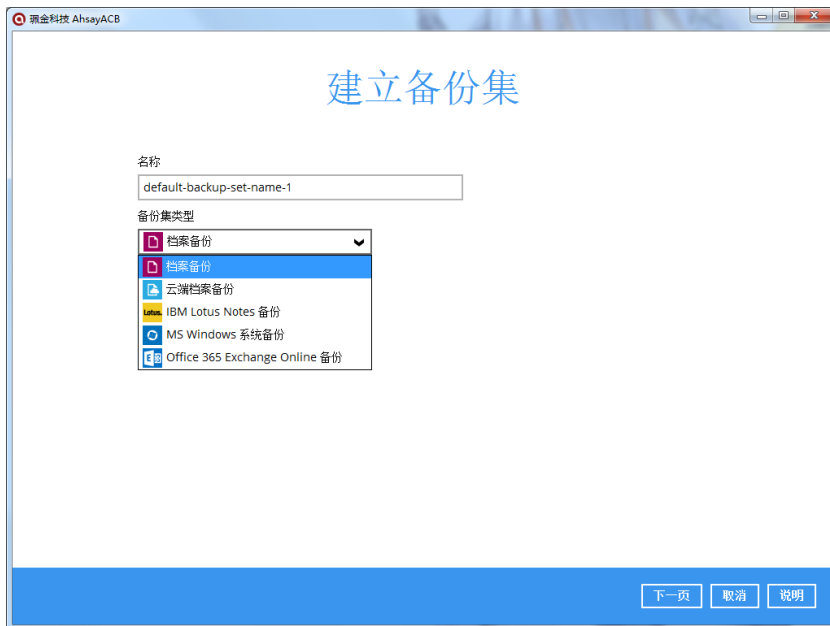 珮金科技 AhsayACB
建立备份集
名称
default-backup-set-name-1
备份集类型
档案备份
档案备份
云端档案备份
Lotus. IBM Lotus Notes 备份
MS Windows 系统备份
Office 365 Exchange Online 备份
下一页 取消 说明